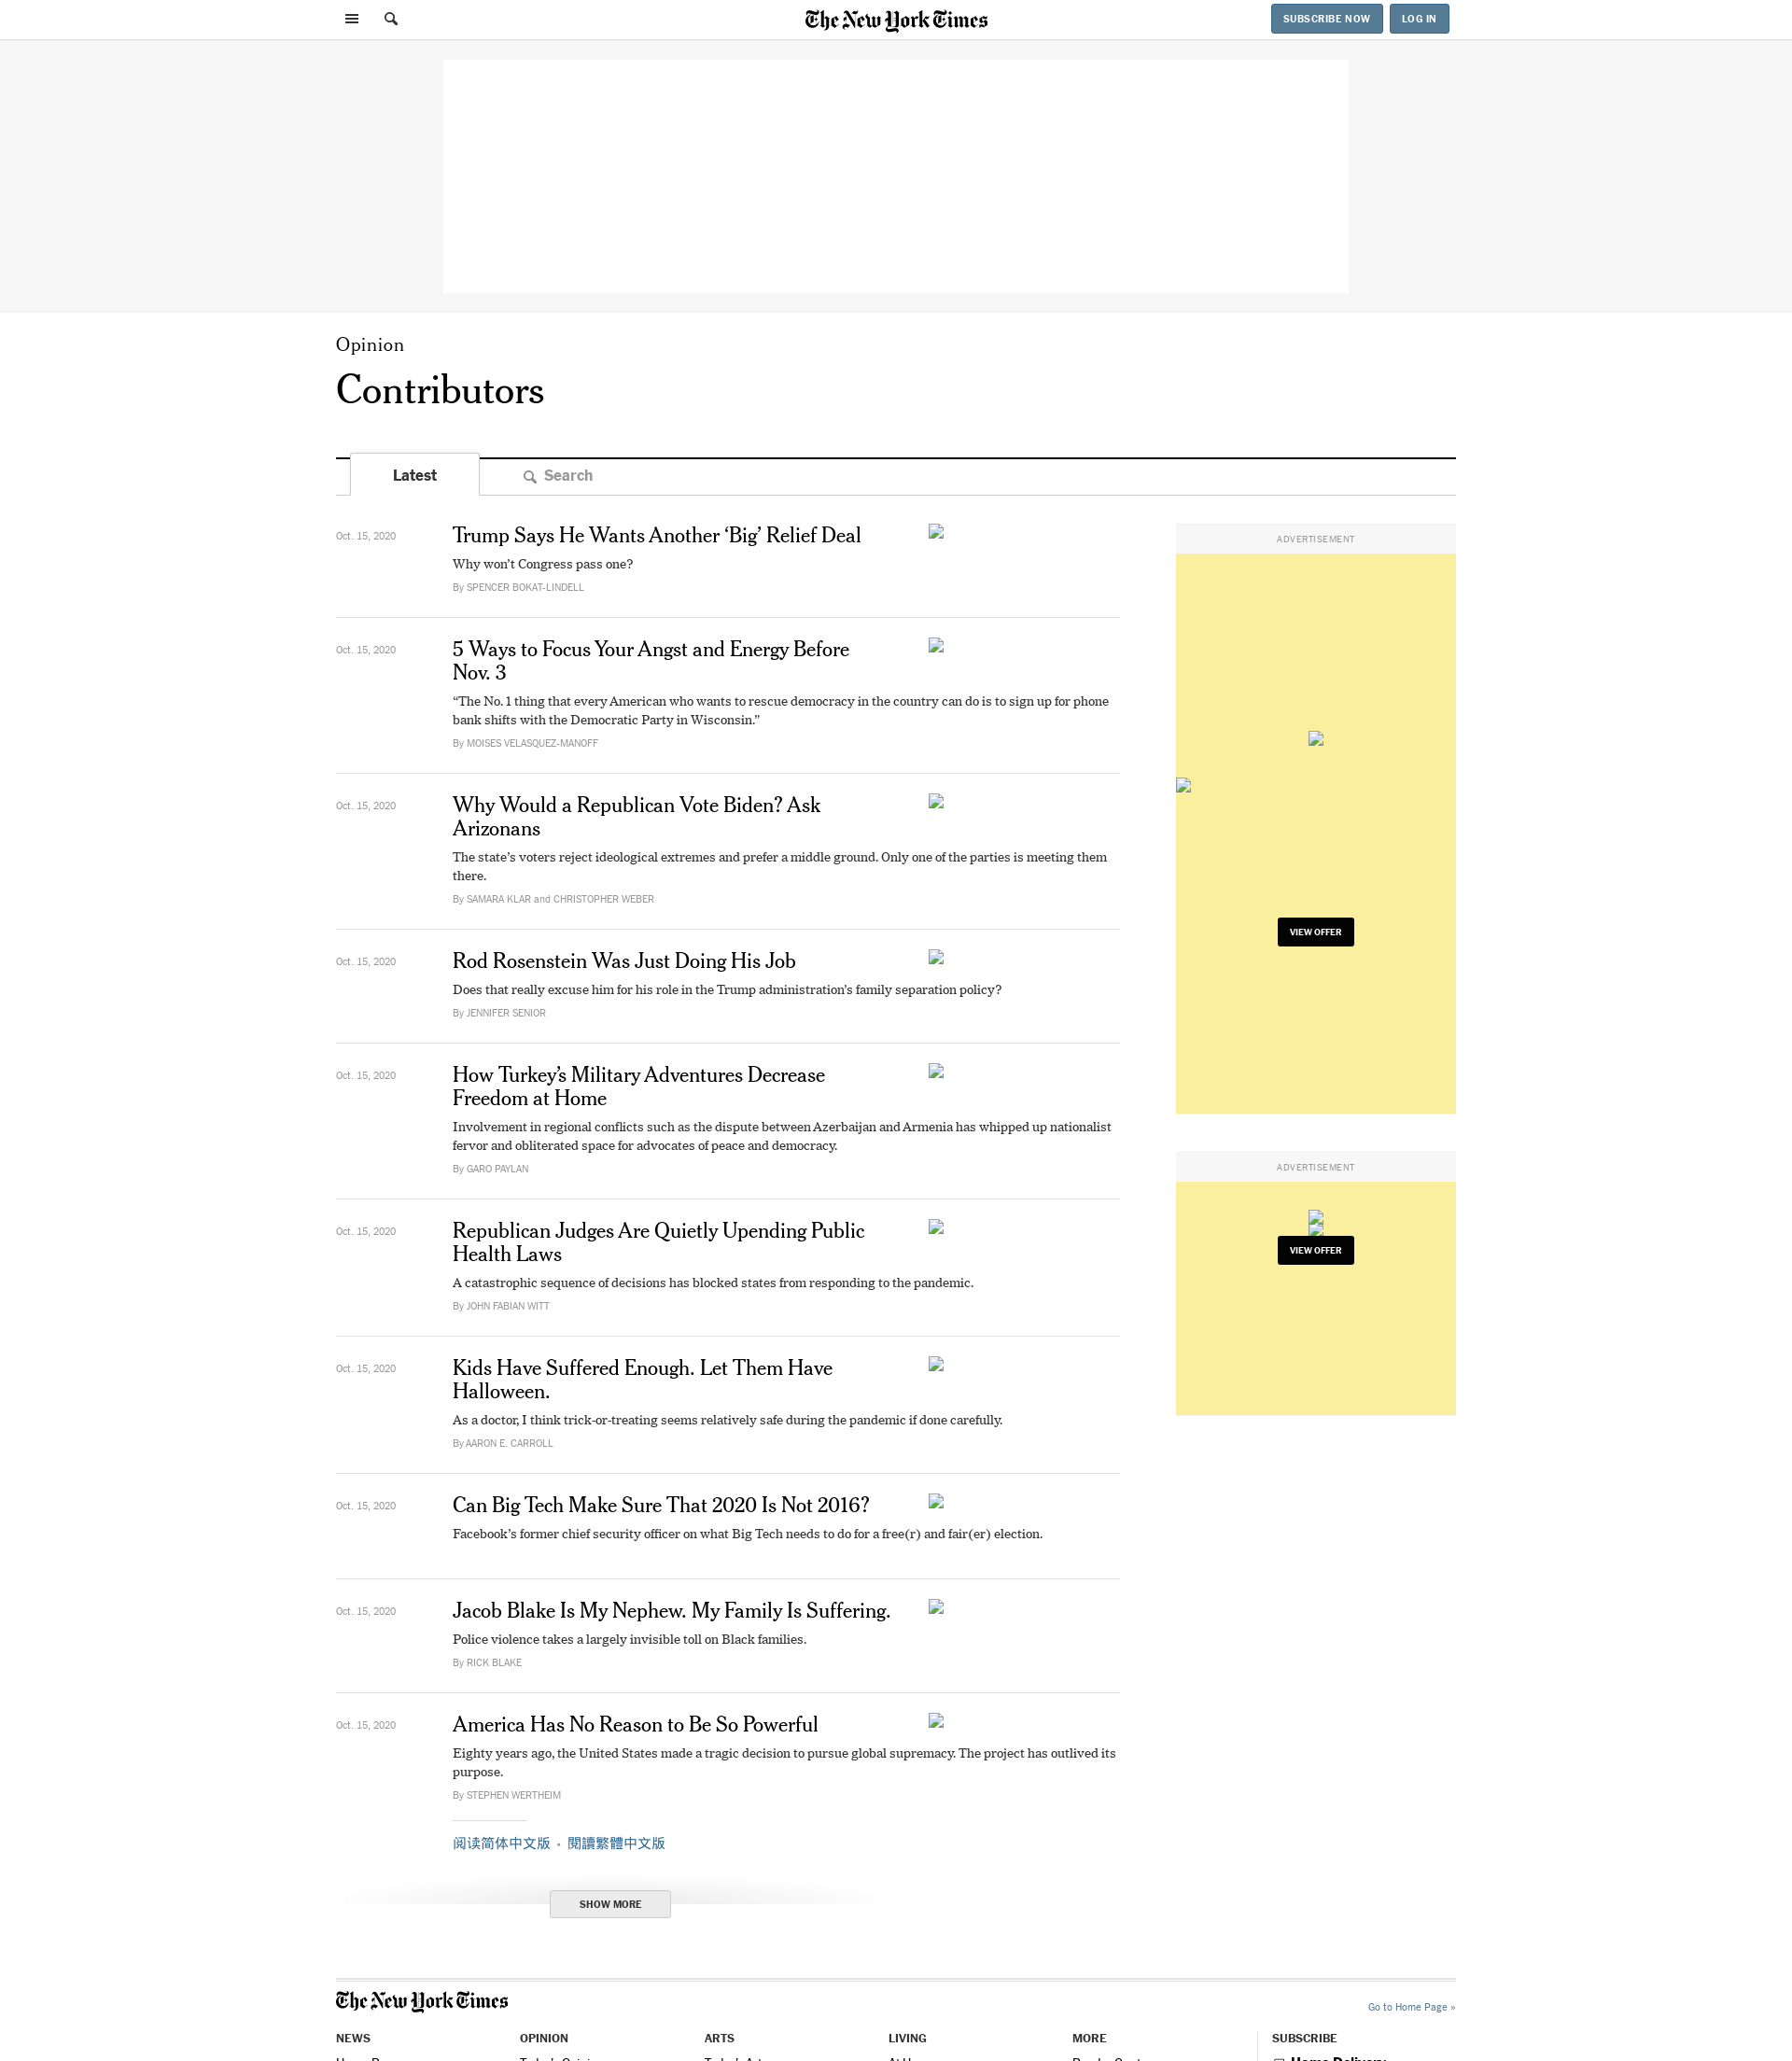 The New York Times
SUBSCRIBE NOW
LOG IN
Opinion
Contributors
Latest
Search
Oct. 15, 2020
Trump Says He Wants Another ‘Big’ Relief Deal
Why won’t Congress pass one?
By SPENCER BOKAT-LINDELL
Oct. 15, 2020
5 Ways to Focus Your Angst and Energy Before
Nov. 3
“The No. 1 thing that every American who wants to rescue democracy in the country can do is to sign up for phone
bank shifts with the Democratic Party in Wisconsin.”
By MOISES VELASQUEZ-MANOFF
Oct. 15, 2020
Why Would a Republican Vote Biden? Ask
Arizonans
The state’s voters reject ideological extremes and prefer a middle ground. Only one of the parties is meeting them
there.
By SAMARA KLAR and CHRISTOPHER WEBER
Oct. 15, 2020
Rod Rosenstein Was Just Doing His Job
Does that really excuse him for his role in the Trump administration’s family separation policy?
By JENNIFER SENIOR
Oct. 15, 2020
How Turkey’s Military Adventures Decrease
Freedom at Home
Involvement in regional conflicts such as the dispute between Azerbaijan and Armenia has whipped up nationalist
fervor and obliterated space for advocates of peace and democracy.
By GARO PAYLAN
Oct. 15, 2020
Republican Judges Are Quietly Upending Public
Health Laws
A catastrophic sequence of decisions has blocked states from responding to the pandemic.
By JOHN FABIAN WITT
Oct. 15, 2020
Kids Have Suffered Enough. Let Them Have
Halloween.
As a doctor, I think trick-or-treating seems relatively safe during the pandemic if done carefully.
By AARON E. CARROLL
Oct. 15, 2020
Can Big Tech Make Sure That 2020 Is Not 2016?
Facebook’s former chief security officer on what Big Tech needs to do for a free(r) and fair(er) election.
Oct. 15, 2020
Jacob Blake Is My Nephew. My Family Is Suffering.
Police violence takes a largely invisible toll on Black families.
By RICK BLAKE
Oct. 15, 2020
America Has No Reason to Be So Powerful
Eighty years ago, the United States made a tragic decision to pursue global supremacy. The project has outlived its
purpose.
By STEPHEN WERTHEIM
阅读简体中文版 • 閱讀繁體中文版
SHOW MORE
ADVERTISEMENT
VIEW OFFER
ADVERTISEMENT
VIEW OFFER
The New York Times
Go to Home Page »
NEWS
OPINION
ARTS
LIVING
MORE
SUBSCRIBE
Home Delivery